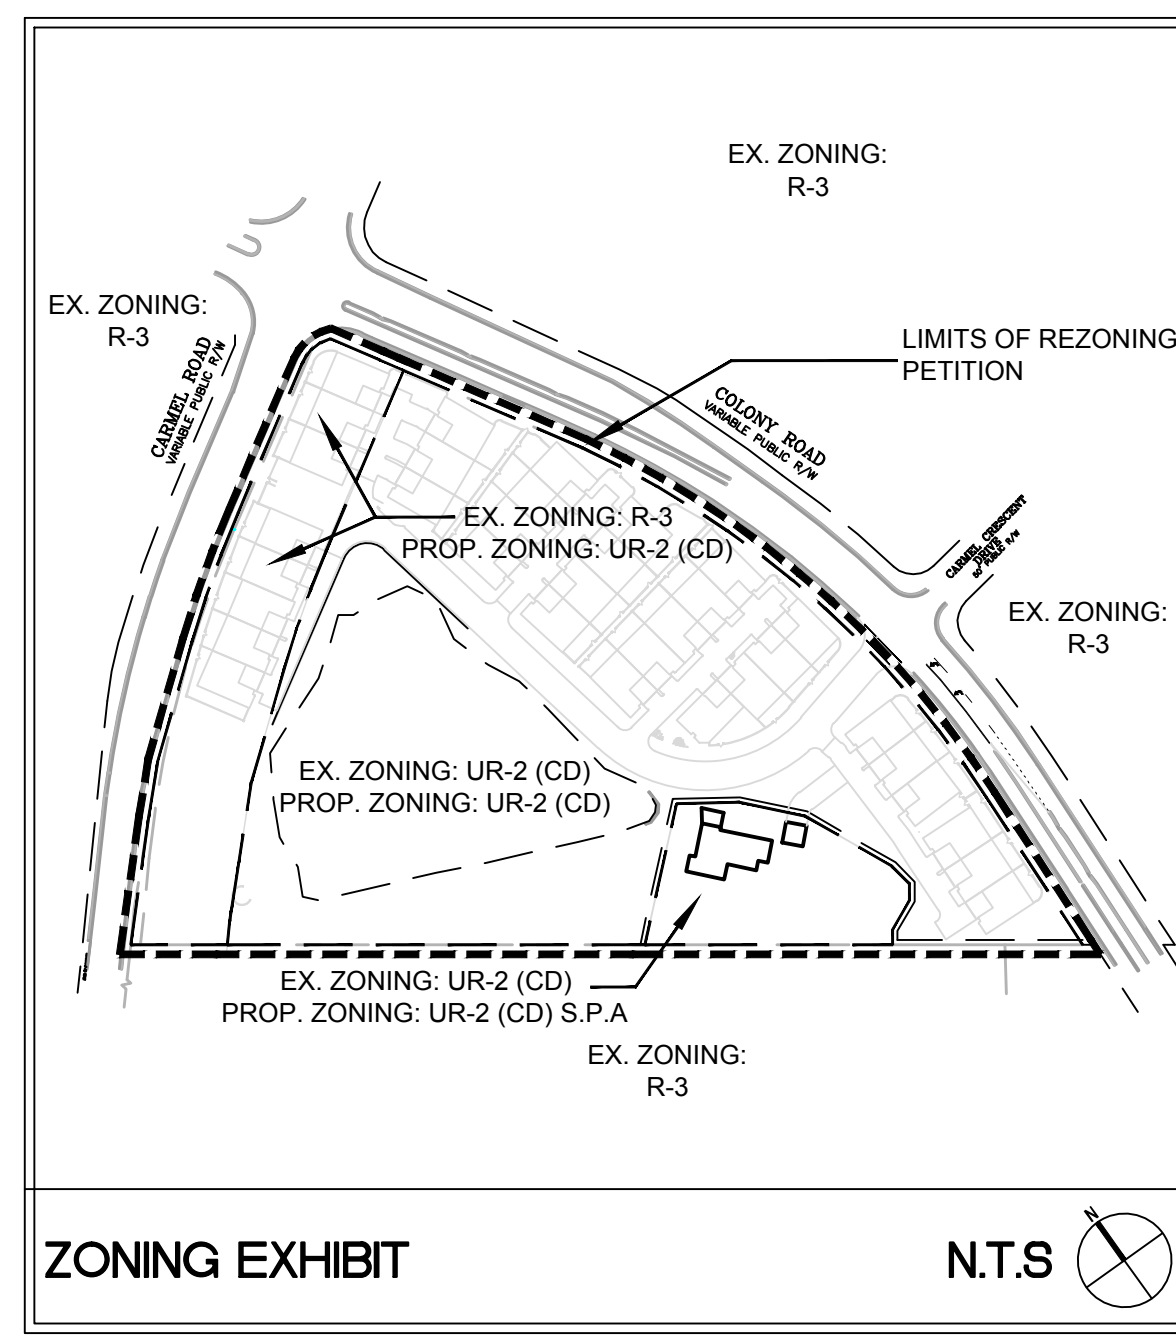 EX. ZONING:
R-3
EX. ZONING:
R-3
CARMEL ROAD
VARIABLE PUBLIC R/W
LIMITS OF REZONING
PETITION
COLONY ROAD
VARIABLE PUBLIC R/W
CARMEL CRESCENT
DRIVE
50' PUBLIC R/W
EX. ZONING: R-3
PROP. ZONING: UR-2 (CD)
EX. ZONING:
R-3
EX. ZONING: UR-2 (CD)
PROP. ZONING: UR-2 (CD)
EX. ZONING: UR-2 (CD)
PROP. ZONING: UR-2 (CD) S.P.A
EX. ZONING:
R-3
ZONING EXHIBIT
N.T.S
N